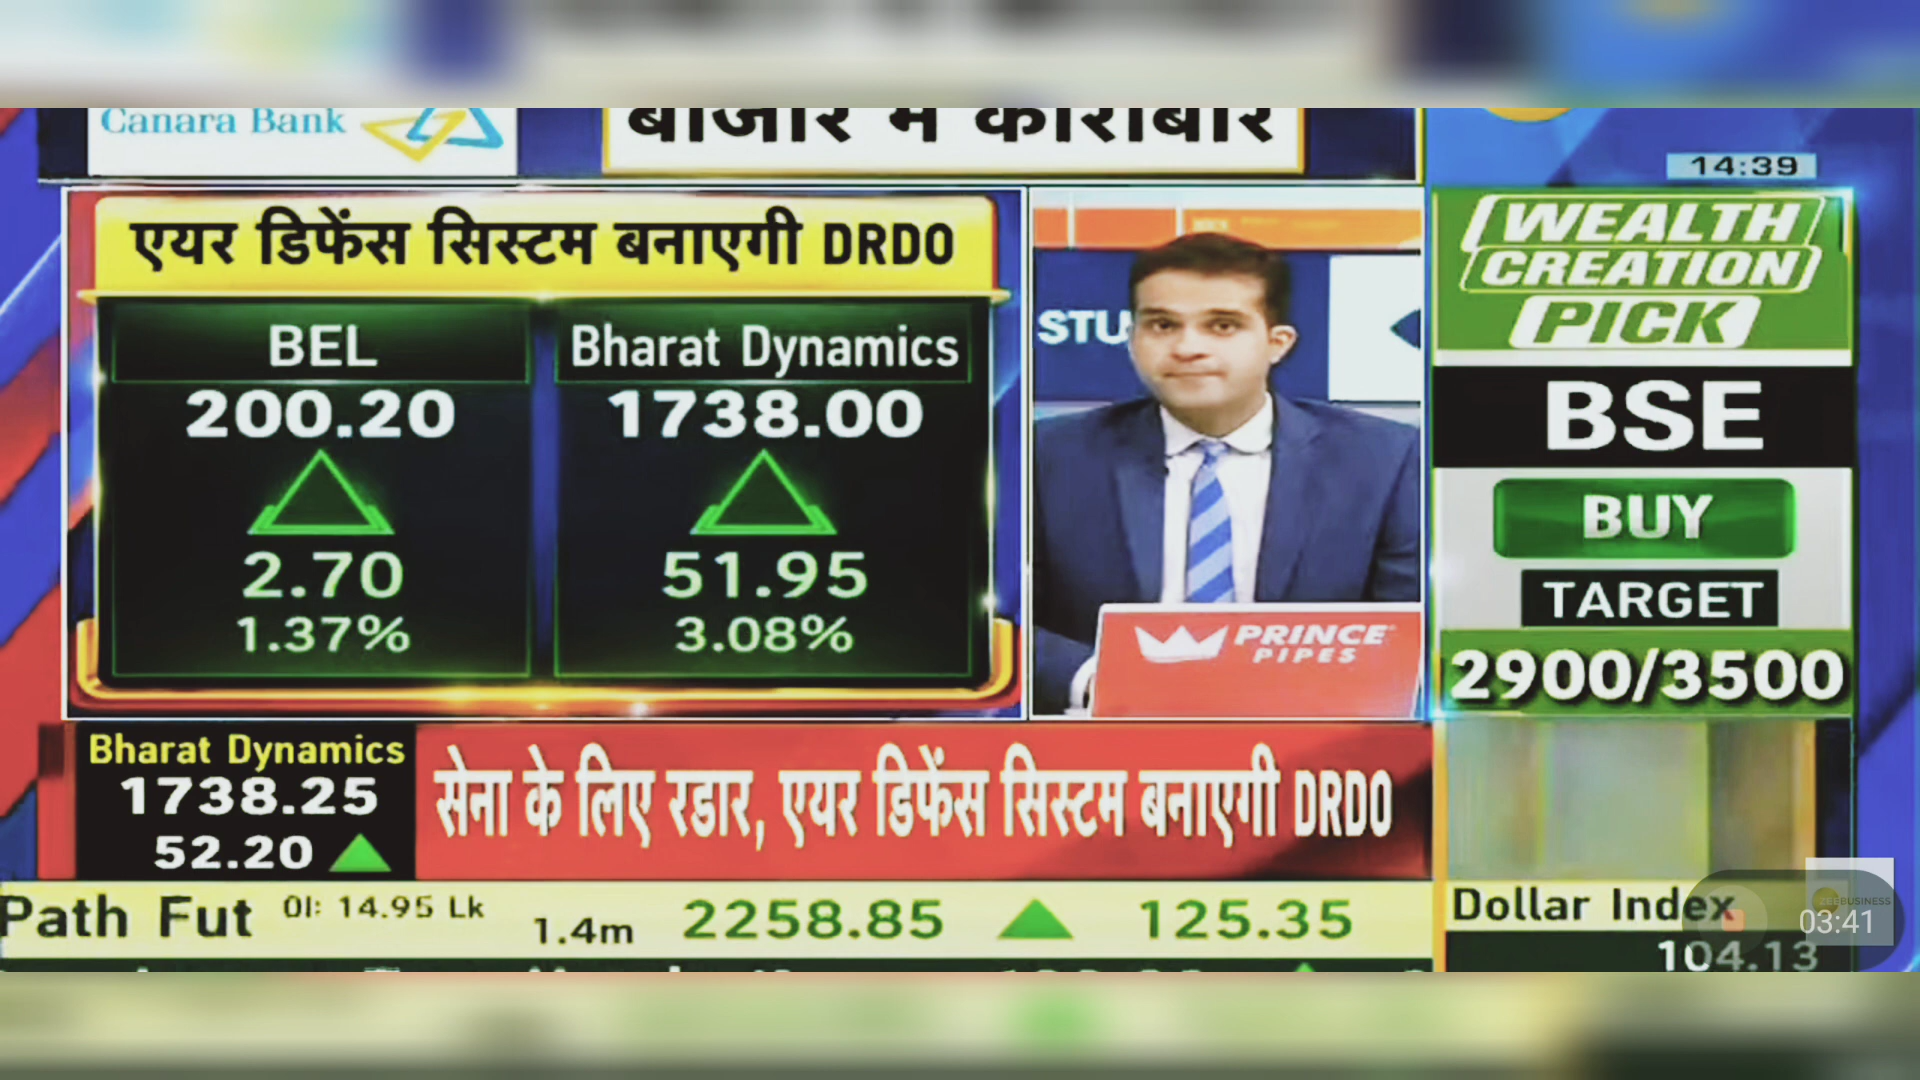 Canara Bank
बाजार में कारोबार
14:39
एयर डिफेंस सिस्टम बनाएगी DRDO
BEL
200.20
2.70
1.37%
Bharat Dynamics
1738.00
51.95
3.08%
STU
PRINCE
PIPES
WEALTH
CREATION
PICK
BSE
BUY
TARGET
2900/3500
Bharat Dynamics
1738.25
52.20
सेना के लिए रडार, एयर डिफेंस सिस्टम बनाएगी DRDO
Path Fut OI: 14.95 Lk 1.4m 2258.85 125.35
Dollar Index
104.13
ZEEBUSINESS
03:41